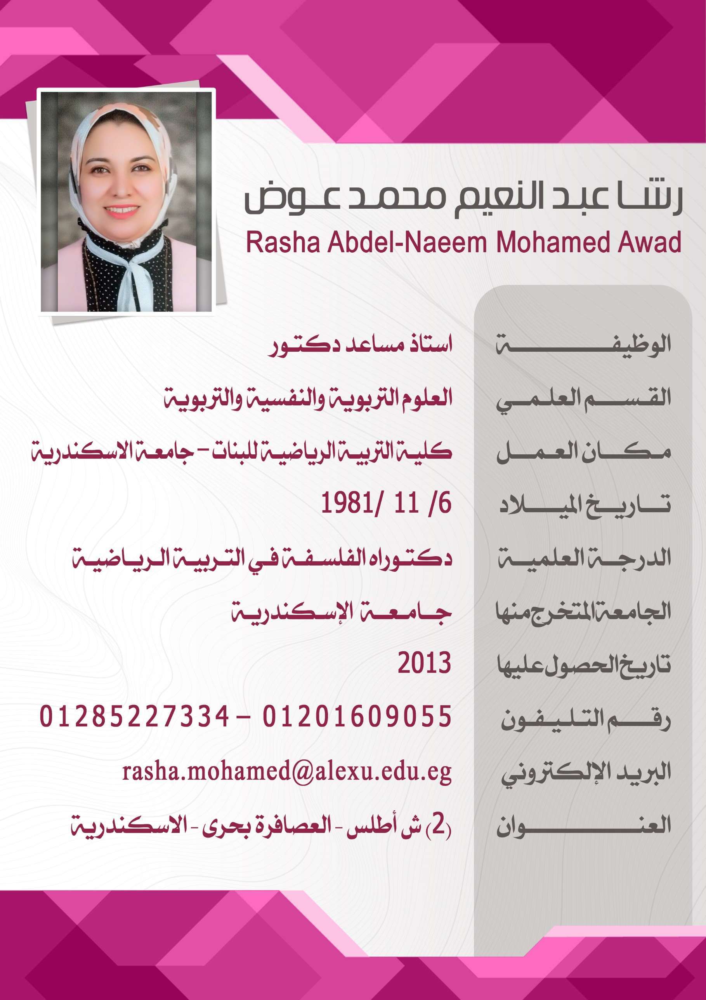 رشا عبد النعيم محمد عوض
Rasha Abdel-Naeem Mohamed Awad
الوظيفة استاذ مساعد دكتور
القسم العلمي العلوم التربوية والنفسية والتربوية
مكان العمل كلية التربية الرياضية للبنات – جامعة الاسكندرية
تاريخ الميلاد 6/ 11 /1981
الدرجة العلمية دكتوراه الفلسفة في التربية الرياضية
الجامعة المتخرج منها جامعة الإسكندرية
تاريخ الحصول عليها 2013
رقم التليفون 01201609055 – 01285227334
البريد الإلكتروني rasha.mohamed@alexu.edu.eg
العنوان (2) ش أطلس - العصافرة بحرى - الاسكندرية